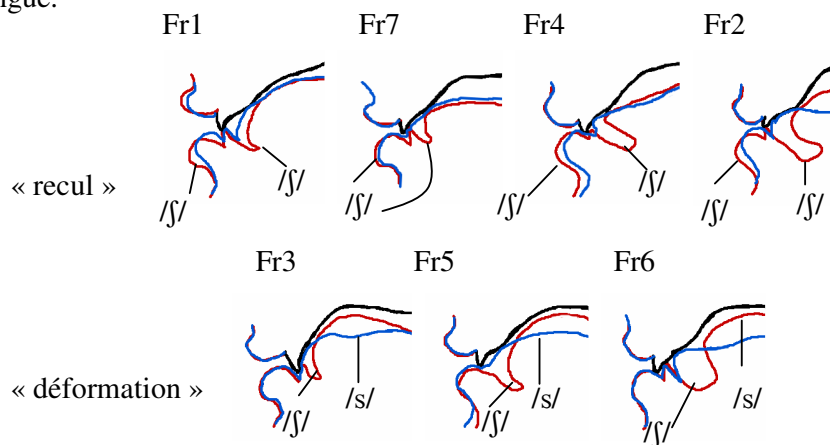 Fr1 Fr7 Fr4 Fr2
/ʃ/ /ʃ/
« recul » /ʃ/ /ʃ/ /ʃ/ /ʃ/ /ʃ/
Fr3 Fr5 Fr6
« déformation » /ʃ/ /s/ /ʃ/ /s/ /ʃ/ /s/